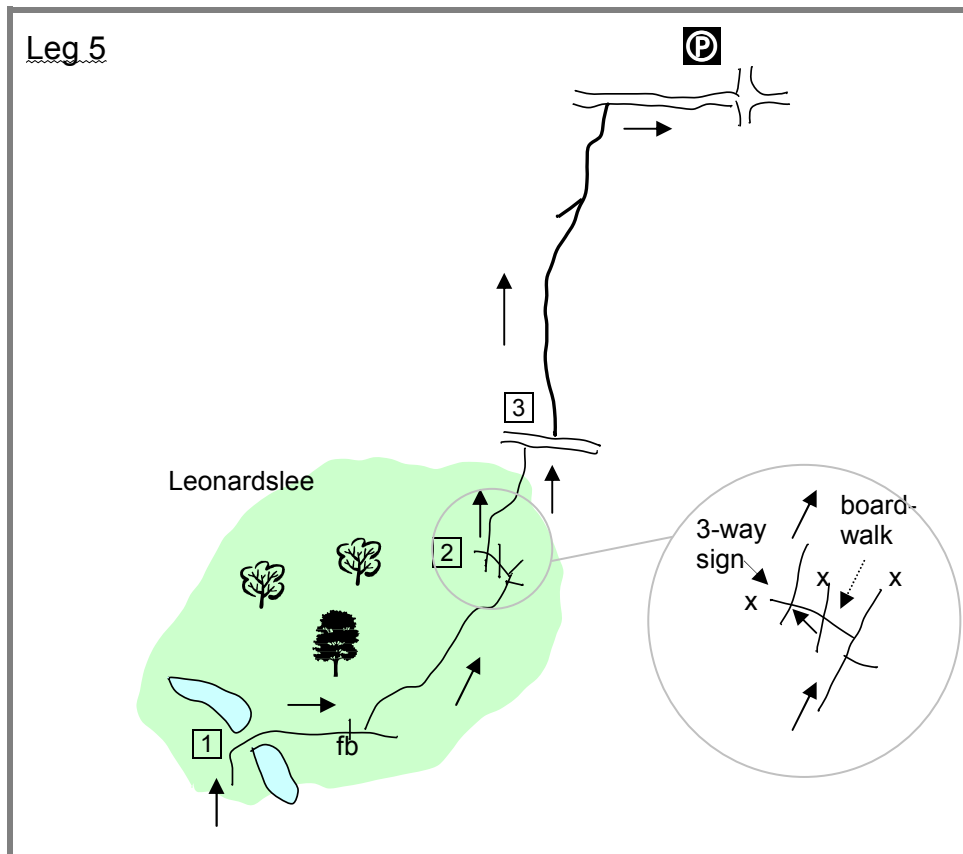 Leg 5
P
3
Leonardslee
2
3-way
sign
board-
walk
x
x
x
1
fb